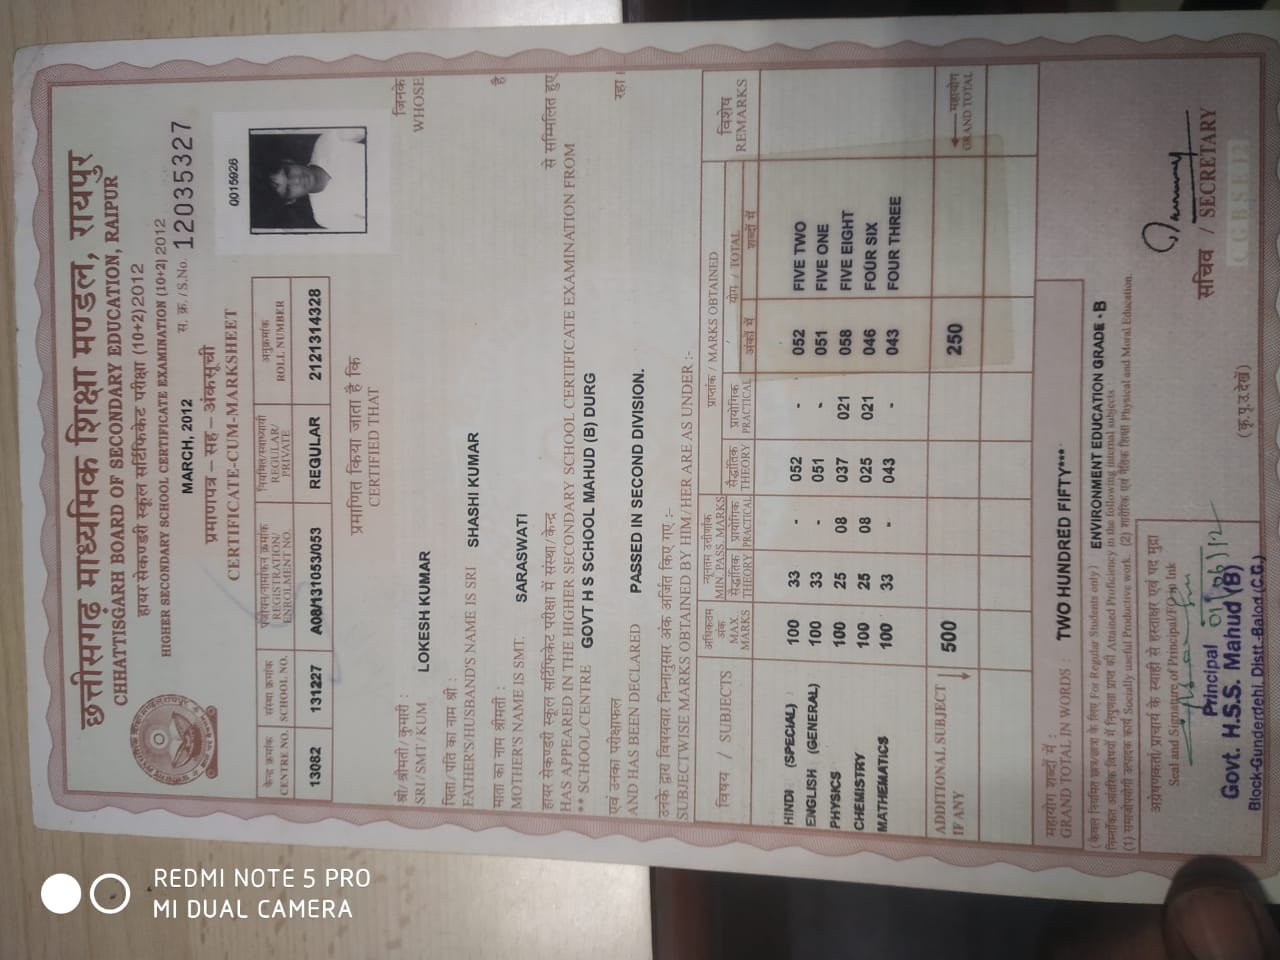 छत्तीसगढ़ माध्यमिक शिक्षा मण्डल, रायपुर
CHHATTISGARH BOARD OF SECONDARY EDUCATION, RAIPUR
हायर सेकण्डरी स्कूल सर्टिफिकेट परीक्षा (10+2) 2012
HIGHER SECONDARY SCHOOL CERTIFICATE EXAMINATION (10+2) 2012
MARCH, 2012
स. क्र. / S.No. 12035327
प्रमाणपत्र – सह – अंकसूची
CERTIFICATE-CUM-MARKSHEET
0015926
केन्द्र क्रमांक संस्था क्रमांक पंजीयन/नामांकन क्रमांक नियमित/स्वाध्यायी अनुक्रमांक
CENTRE NO. SCHOOL NO. REGISTRATION/ENROLMENT NO. REGULAR/PRIVATE ROLL NUMBER
13082 131227 A08/131053/053 REGULAR 2121314328
प्रमाणित किया जाता है कि
CERTIFIED THAT
श्री/श्रीमती/ कुमारी : जिनके
SRI/SMT/KUM LOKESH KUMAR WHOSE
पिता/ पति का नाम श्री :
FATHER'S/HUSBAND'S NAME IS SRI SHASHI KUMAR
माता का नाम श्रीमती : है
MOTHER'S NAME IS SMT. SARASWATI
हायर सेकण्डरी स्कूल सर्टिफिकेट परीक्षा में संस्था/केन्द्र से सम्मिलित हुए
HAS APPEARED IN THE HIGHER SECONDARY SCHOOL CERTIFICATE EXAMINATION FROM
** SCHOOL/CENTRE GOVT H S SCHOOL MAHUD (B) DURG
एवं उनका परीक्षाफल रहा।
AND HAS BEEN DECLARED PASSED IN SECOND DIVISION.
उनके द्वारा विषयवार निम्नानुसार अंक अर्जित किए गए :-
SUBJECTWISE MARKS OBTAINED BY HIM/HER ARE AS UNDER :-
विषय / SUBJECTS अधिकतम अंक न्यूनतम उत्तीर्णांक प्राप्तांक / MARKS OBTAINED विशेष
MAX. MARKS MIN. PASS. MARKS योग / TOTAL REMARKS
सैद्धांतिक प्रायोगिक सैद्धांतिक प्रायोगिक अंकों में शब्दों में
THEORY PRACTICAL THEORY PRACTICAL
HINDI (SPECIAL) 100 33 - 052 - 052 FIVE TWO
ENGLISH (GENERAL) 100 33 - 051 - 051 FIVE ONE
PHYSICS 100 25 08 037 021 058 FIVE EIGHT
CHEMISTRY 100 25 08 025 021 046 FOUR SIX
MATHEMATICS 100 33 - 043 - 043 FOUR THREE
ADDITIONAL SUBJECT IF ANY 500 250 महायोग GRAND TOTAL
महायोग शब्दों में :
GRAND TOTAL IN WORDS : TWO HUNDRED FIFTY***
(केवल नियमित छात्र/छात्रा के लिए For Regular Students only) ENVIRONMENT EDUCATION GRADE - B
निम्नांकित आंतरिक विषयों में निपुणता प्राप्त की Attained Proficiency in the following internal subjects
(1) समाजोपयोगी उत्पादक कार्य Socially useful Productive work. (2) शारीरिक एवं नैतिक शिक्षा Physical and Moral Education.
अग्रेषणकर्ता/प्राचार्य के स्याही से हस्ताक्षर एवं पद मुद्रा
Seal and Signature of Principal/FO in Ink
Principal
Govt. H.S.S. Mahud (B)
Block-Gunderdehi, Distt.-Balod (C.G.)
(कृ.पृ.उ.देखें)
सचिव / SECRETARY
CGBSE12
REDMI NOTE 5 PRO
MI DUAL CAMERA